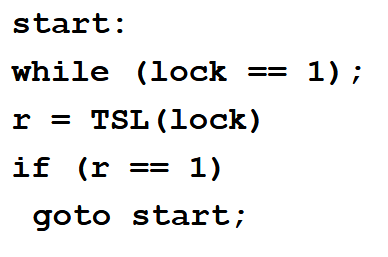 start:
while (lock == 1);
r = TSL(lock)
if (r == 1)
 goto start;